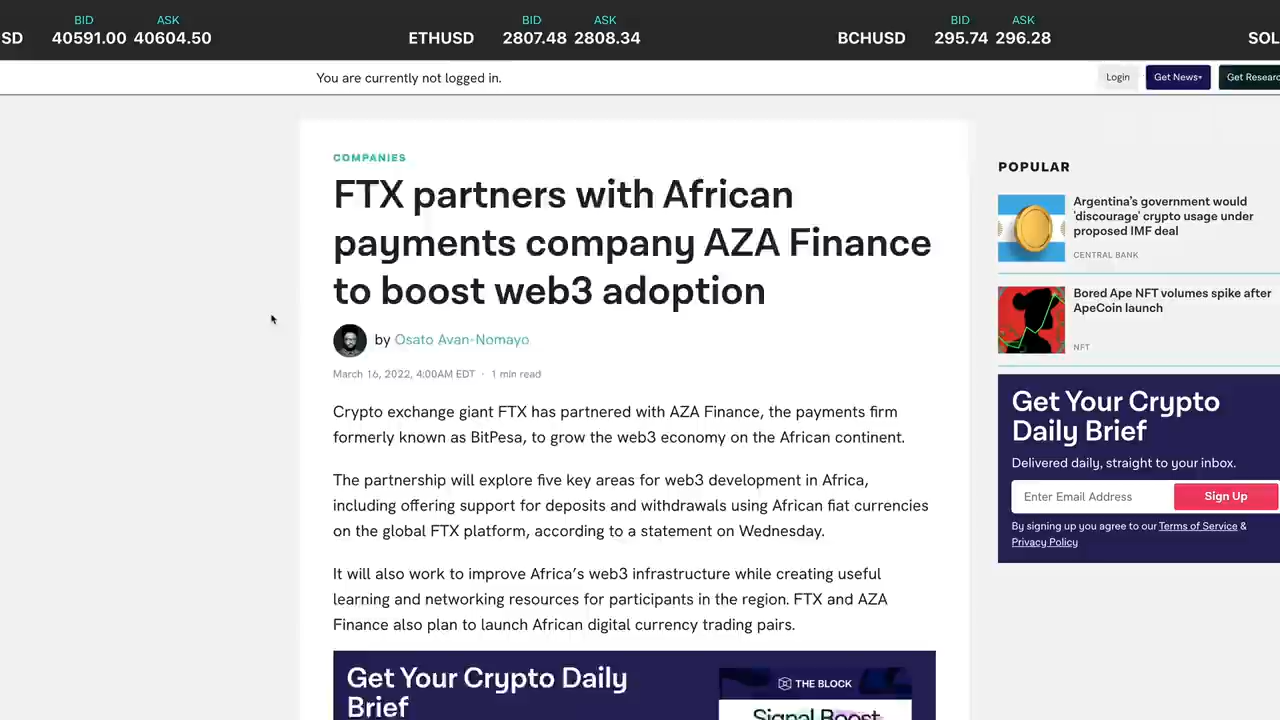 BID ASK BID ASK BID ASK
SD 40591.00 40604.50 ETHUSD 2807.48 2808.34 BCHUSD 295.74 296.28 SOL
You are currently not logged in. Login Get News+ Get Researc
COMPANIES
FTX partners with African
payments company AZA Finance
to boost web3 adoption
by Osato Avan-Nomayo
March 16, 2022, 4:00AM EDT · 1 min read
Crypto exchange giant FTX has partnered with AZA Finance, the payments firm
formerly known as BitPesa, to grow the web3 economy on the African continent.
The partnership will explore five key areas for web3 development in Africa,
including offering support for deposits and withdrawals using African fiat currencies
on the global FTX platform, according to a statement on Wednesday.
It will also work to improve Africa's web3 infrastructure while creating useful
learning and networking resources for participants in the region. FTX and AZA
Finance also plan to launch African digital currency trading pairs.
Get Your Crypto Daily
Brief
THE BLOCK
Signal Boost
POPULAR
Argentina's government would
'discourage' crypto usage under
proposed IMF deal
CENTRAL BANK
Bored Ape NFT volumes spike after
ApeCoin launch
NFT
Get Your Crypto
Daily Brief
Delivered daily, straight to your inbox.
Enter Email Address Sign Up
By signing up you agree to our Terms of Service &
Privacy Policy